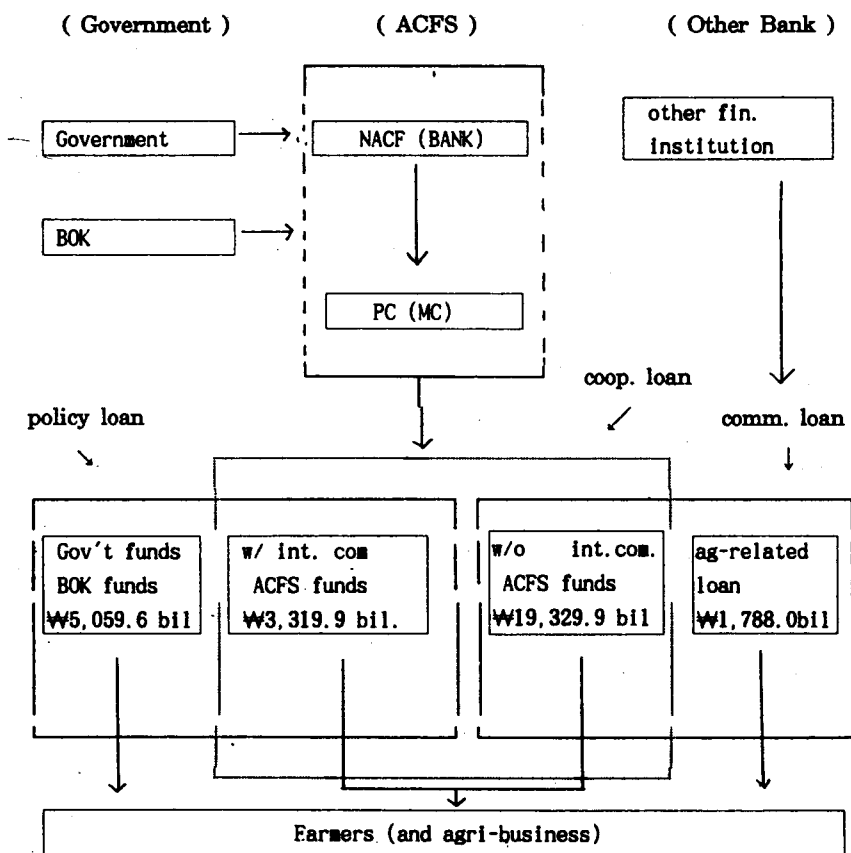 ( Government )
( ACFS )
( Other Bank )
Government
NACF (BANK)
other fin.
institution
BOK
PC (MC)
coop. loan
policy loan
comm. loan
Gov't funds
BOK funds
₩5,059.6 bil
w/ int. com
ACFS funds
₩3,319.9 bil.
w/o int.com.
ACFS funds
₩19,329.9 bil
ag-related
loan
₩1,788.0bil
Farmers (and agri-business)